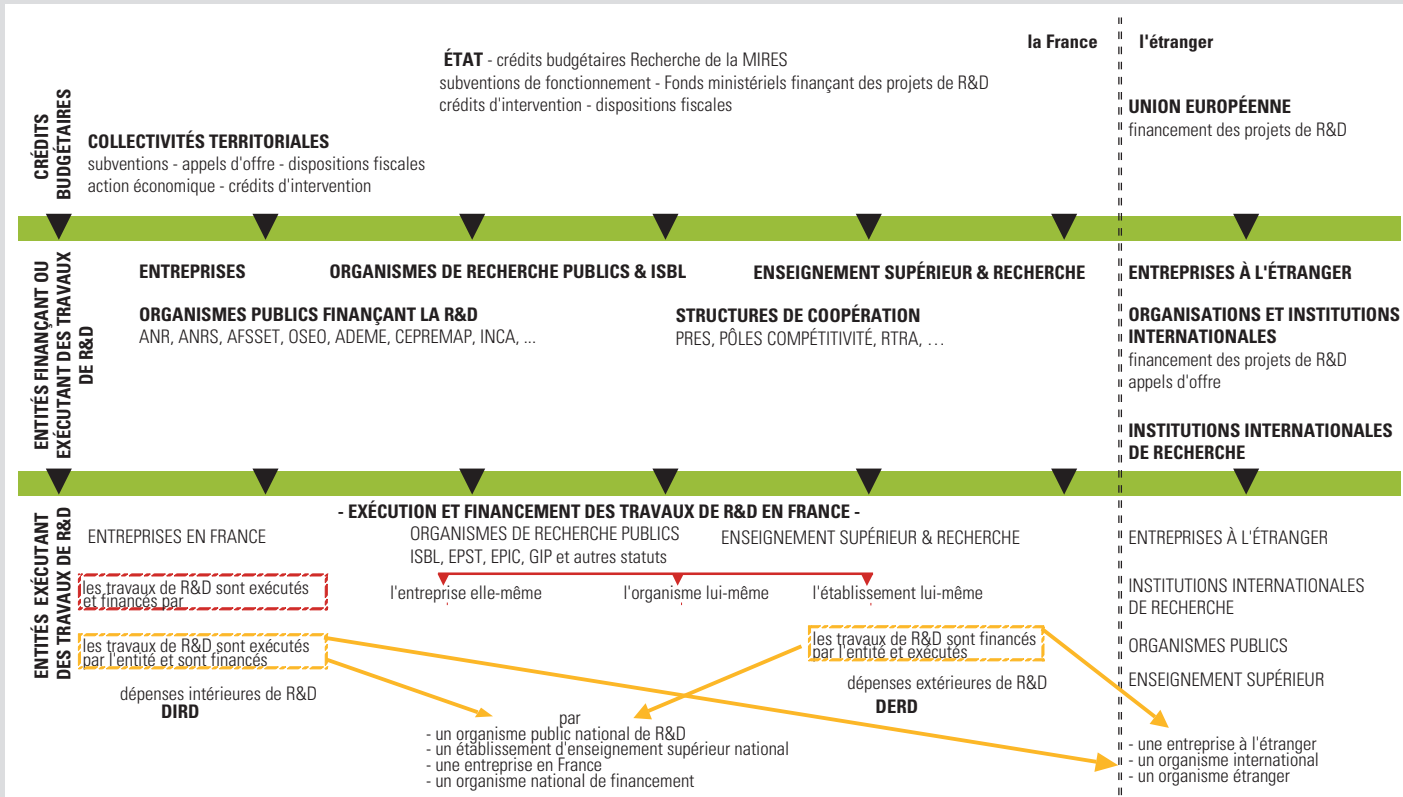 la France
l'étranger
CRÉDITS
BUDGÉTAIRES
ÉTAT - crédits budgétaires Recherche de la MIRES
subventions de fonctionnement - Fonds ministériels finançant des projets de R&D
crédits d'intervention - dispositions fiscales
UNION EUROPÉENNE
financement des projets de R&D
COLLECTIVITÉS TERRITORIALES
subventions - appels d'offre - dispositions fiscales
action économique - crédits d'intervention
ENTITÉS FINANÇANT OU
EXÉCUTANT DES TRAVAUX
DE R&D
ENTREPRISES
ORGANISMES DE RECHERCHE PUBLICS & ISBL
ENSEIGNEMENT SUPÉRIEUR & RECHERCHE
ENTREPRISES À L'ÉTRANGER
ORGANISMES PUBLICS FINANÇANT LA R&D
ANR, ANRS, AFSSET, OSEO, ADEME, CEPREMAP, INCA, ...
STRUCTURES DE COOPÉRATION
PRES, PÔLES COMPÉTITIVITÉ, RTRA, ...
ORGANISATIONS ET INSTITUTIONS
INTERNATIONALES
financement des projets de R&D
appels d'offre
INSTITUTIONS INTERNATIONALES
DE RECHERCHE
ENTITÉS EXÉCUTANT
DES TRAVAUX DE R&D
- EXÉCUTION ET FINANCEMENT DES TRAVAUX DE R&D EN FRANCE -
ENTREPRISES EN FRANCE
ORGANISMES DE RECHERCHE PUBLICS
ISBL, EPST, EPIC, GIP et autres statuts
ENSEIGNEMENT SUPÉRIEUR & RECHERCHE
ENTREPRISES À L'ÉTRANGER
les travaux de R&D sont exécutés
et financés par
l'entreprise elle-même
l'organisme lui-même
l'établissement lui-même
INSTITUTIONS INTERNATIONALES
DE RECHERCHE
les travaux de R&D sont exécutés
par l'entité et sont financés
les travaux de R&D sont financés
par l'entité et exécutés
ORGANISMES PUBLICS
ENSEIGNEMENT SUPÉRIEUR
dépenses intérieures de R&D
DIRD
dépenses extérieures de R&D
DERD
par
- un organisme public national de R&D
- un établissement d'enseignement supérieur national
- une entreprise en France
- un organisme national de financement
- une entreprise à l'étranger
- un organisme international
- un organisme étranger